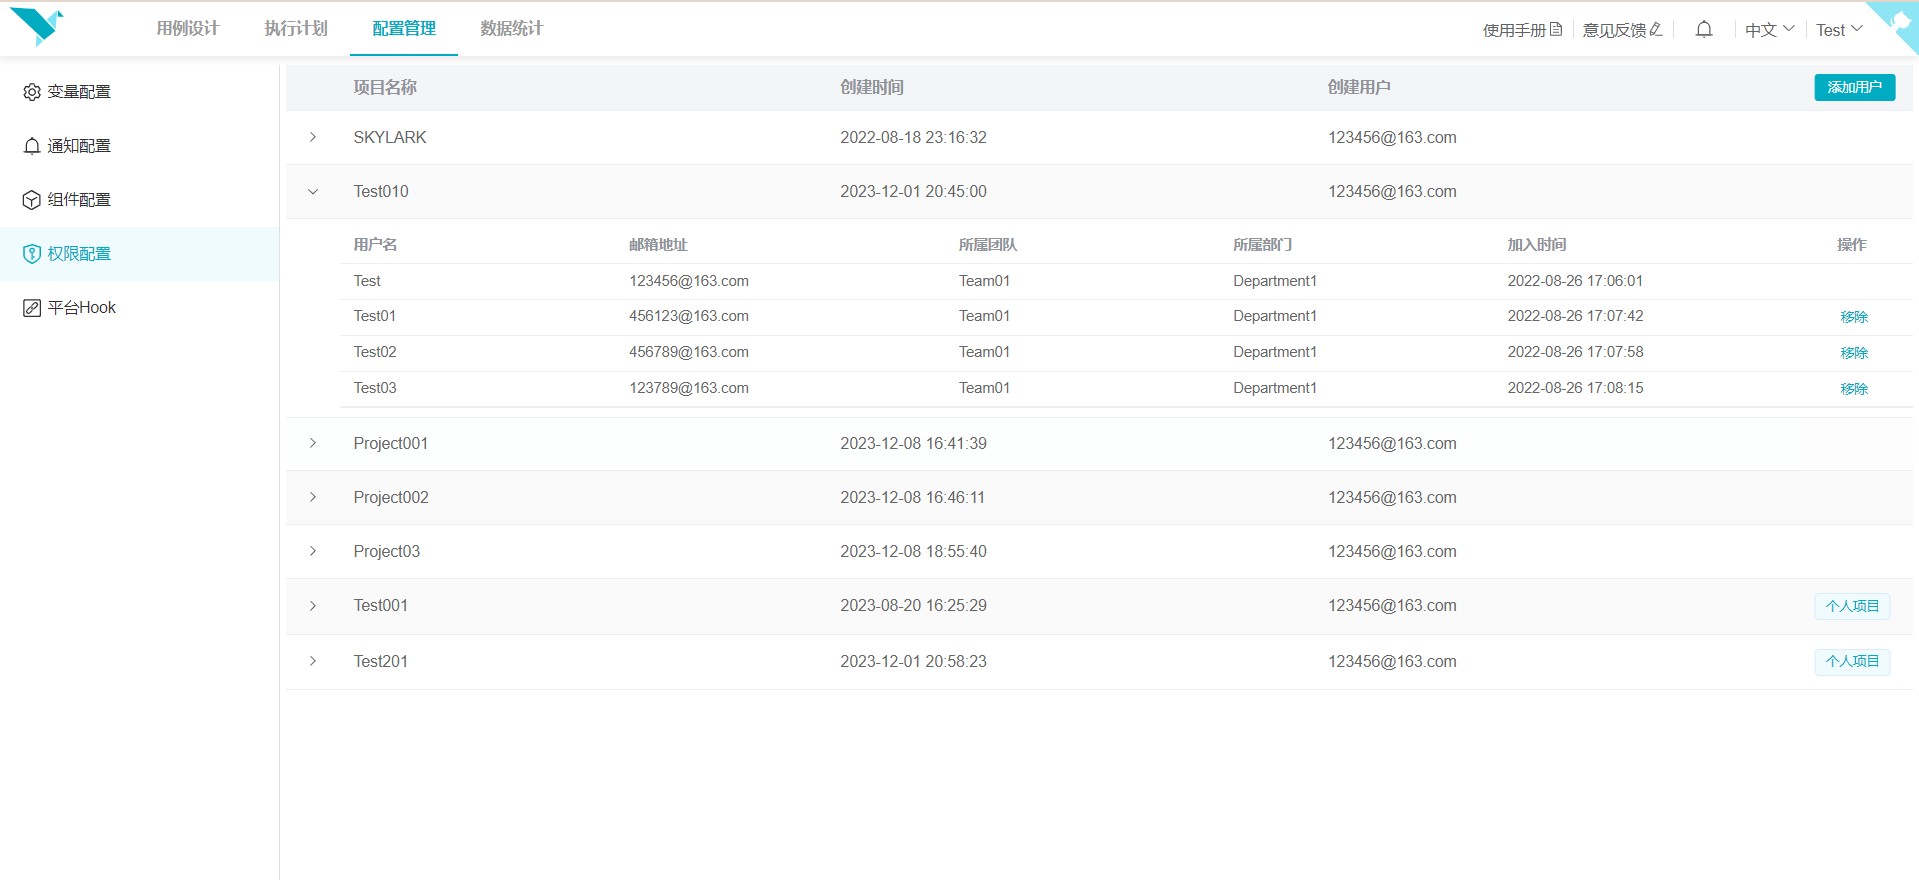 用例设计 执行计划 配置管理 数据统计 使用手册 意见反馈 中文 Test
变量配置
通知配置
组件配置
权限配置
平台Hook
项目名称 创建时间 创建用户 添加用户
SKYLARK 2022-08-18 23:16:32 123456@163.com
Test010 2023-12-01 20:45:00 123456@163.com
用户名 邮箱地址 所属团队 所属部门 加入时间 操作
Test 123456@163.com Team01 Department1 2022-08-26 17:06:01
Test01 456123@163.com Team01 Department1 2022-08-26 17:07:42 移除
Test02 456789@163.com Team01 Department1 2022-08-26 17:07:58 移除
Test03 123789@163.com Team01 Department1 2022-08-26 17:08:15 移除
Project001 2023-12-08 16:41:39 123456@163.com
Project002 2023-12-08 16:46:11 123456@163.com
Project03 2023-12-08 18:55:40 123456@163.com
Test001 2023-08-20 16:25:29 123456@163.com 个人项目
Test201 2023-12-01 20:58:23 123456@163.com 个人项目